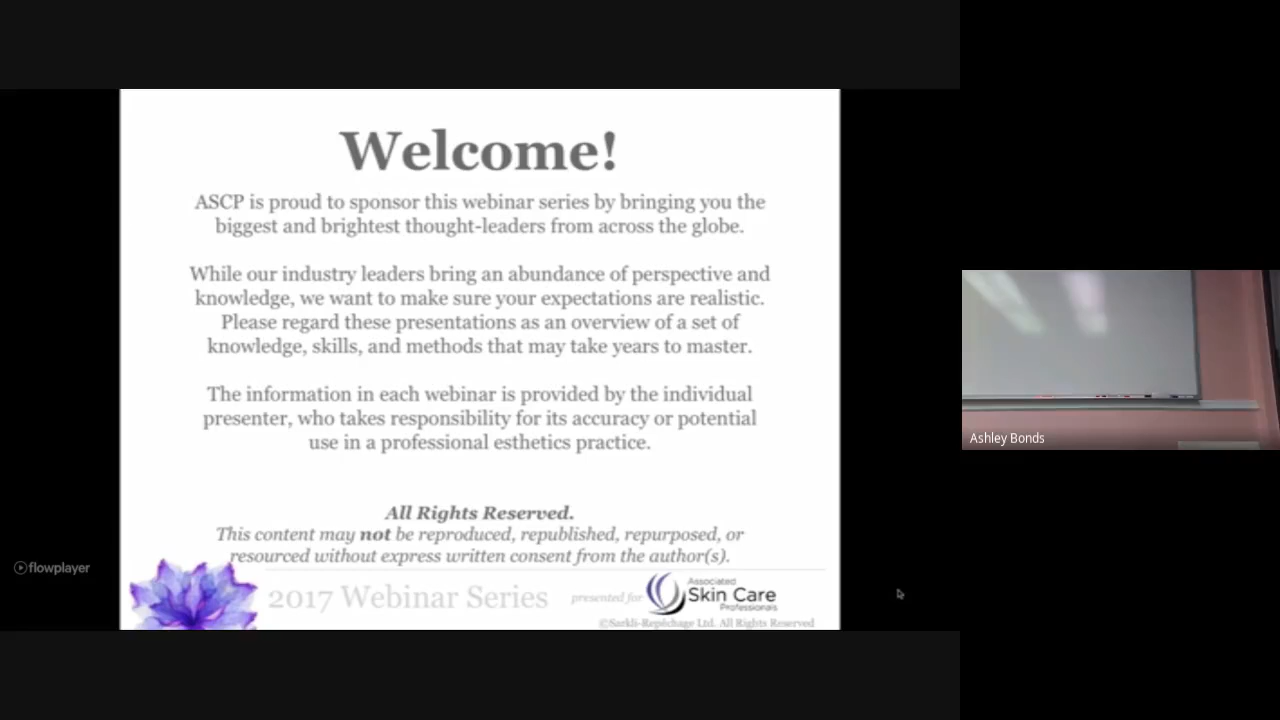 Welcome!
ASCP is proud to sponsor this webinar series by bringing you the
biggest and brightest thought-leaders from across the globe.
While our industry leaders bring an abundance of perspective and
knowledge, we want to make sure your expectations are realistic.
Please regard these presentations as an overview of a set of
knowledge, skills, and methods that may take years to master.
The information in each webinar is provided by the individual
presenter, who takes responsibility for its accuracy or potential
use in a professional esthetics practice.
All Rights Reserved.
This content may not be reproduced, republished, repurposed, or
resourced without express written consent from the author(s).
flowplayer
2017 Webinar Series
presented for
Associated
Skin Care
Professionals
©Sarkli-Repêchage Ltd. All Rights Reserved
Ashley Bonds